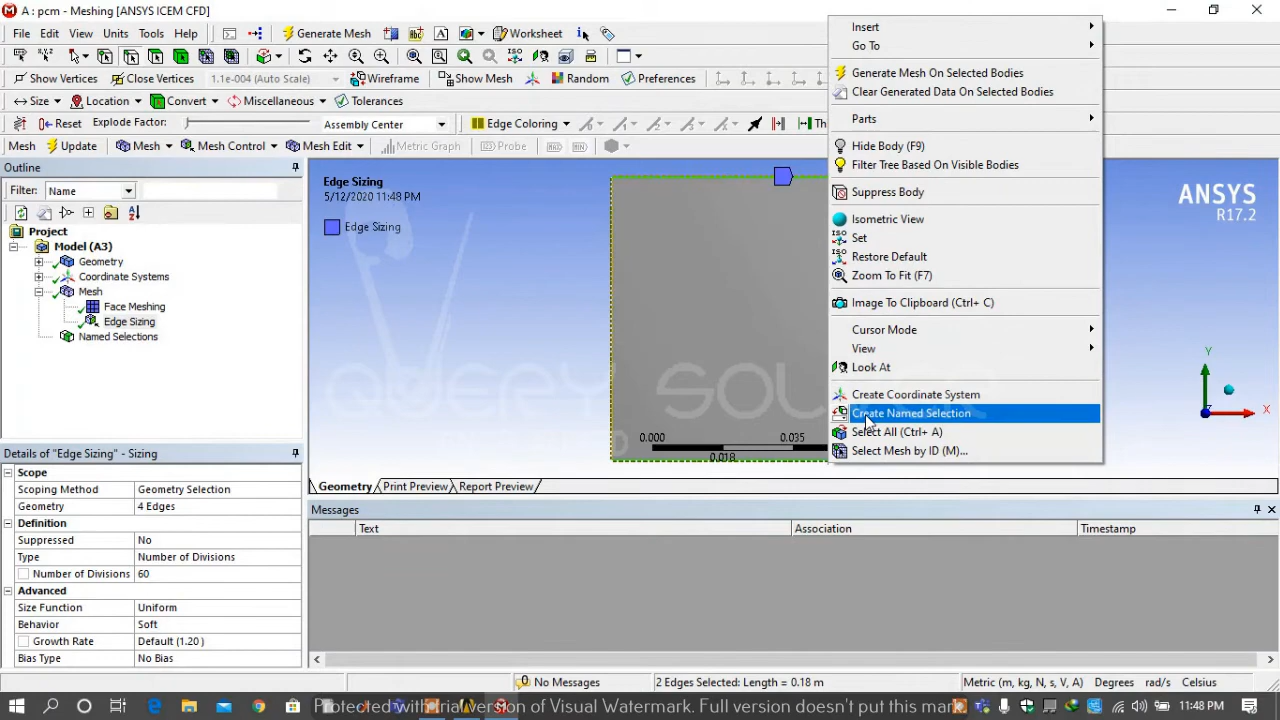 A : pcm - Meshing [ANSYS ICEM CFD]
File Edit View Units Tools Help Generate Mesh Worksheet
Show Vertices Close Vertices 1.1e-004 (Auto Scale) Wireframe Show Mesh Random Preferences
Size Location Convert Miscellaneous Tolerances
Reset Explode Factor: Assembly Center Edge Coloring Th
Mesh Update Mesh Mesh Control Mesh Edit Metric Graph Probe
Outline
Filter: Name
Project
Model (A3)
Geometry
Coordinate Systems
Mesh
Face Meshing
Edge Sizing
Named Selections
Details of "Edge Sizing" - Sizing
Scope
Scoping Method Geometry Selection
Geometry 4 Edges
Definition
Suppressed No
Type Number of Divisions
Number of Divisions 60
Advanced
Size Function Uniform
Behavior Soft
Growth Rate Default (1.20 )
Bias Type No Bias
Edge Sizing
5/12/2020 11:48 PM
Edge Sizing
ANSYS
R17.2
0.000 0.035
0.018
Y
X
Geometry Print Preview Report Preview
Insert
Go To
Generate Mesh On Selected Bodies
Clear Generated Data On Selected Bodies
Parts
Hide Body (F9)
Filter Tree Based On Visible Bodies
Suppress Body
Isometric View
Set
Restore Default
Zoom To Fit (F7)
Image To Clipboard (Ctrl+ C)
Cursor Mode
View
Look At
Create Coordinate System
Create Named Selection
Select All (Ctrl+ A)
Select Mesh by ID (M)...
Messages
Text Association Timestamp
No Messages 2 Edges Selected: Length = 0.18 m Metric (m, kg, N, s, V, A) Degrees rad/s Celsius
Protected with trial version of Visual Watermark. Full version doesn't put this mark.
11:48 PM